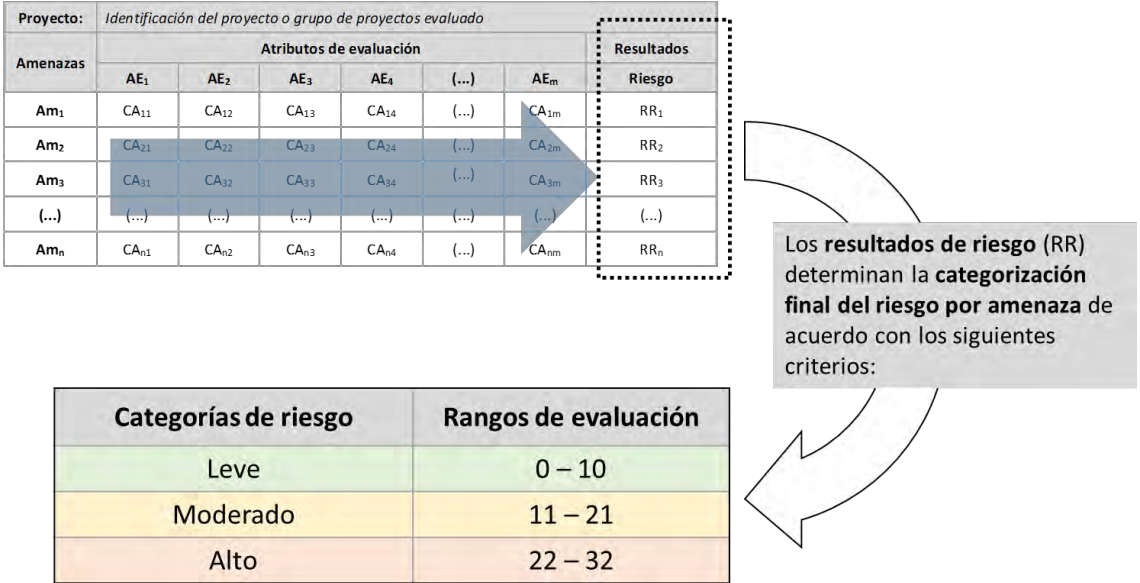 Proyecto: Identificación del proyecto o grupo de proyectos evaluado
Amenazas Atributos de evaluación Resultados
AE₁ AE₂ AE₃ AE₄ (...) AEₘ Riesgo
Am₁ CA₁₁ CA₁₂ CA₁₃ CA₁₄ (...) CA₁ₘ RR₁
Am₂ CA₂₁ CA₂₂ CA₂₃ CA₂₄ (...) CA₂ₘ RR₂
Am₃ CA₃₁ CA₃₂ CA₃₃ CA₃₄ (...) CA₃ₘ RR₃
(...) (...) (...) (...) (...) (...) (...) (...)
Amₙ CAₙ₁ CAₙ₂ CAₙ₃ CAₙ₄ (...) CAₙₘ RRₙ
Los resultados de riesgo (RR)
determinan la categorización
final del riesgo por amenaza de
acuerdo con los siguientes
criterios:
Categorías de riesgo Rangos de evaluación
Leve 0 – 10
Moderado 11 – 21
Alto 22 – 32